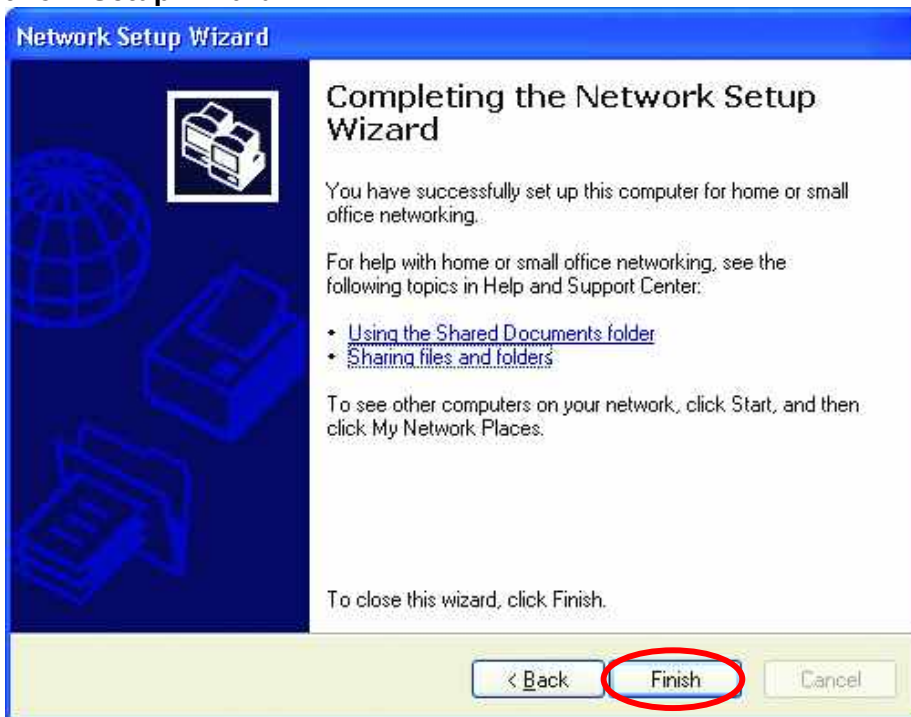 Network Setup Wizard
Completing the Network Setup
Wizard
You have successfully set up this computer for home or small
office networking.
For help with home or small office networking, see the
following topics in Help and Support Center:
• Using the Shared Documents folder
• Sharing files and folders
To see other computers on your network, click Start, and then
click My Network Places.
To close this wizard, click Finish.
< Back Finish Cancel